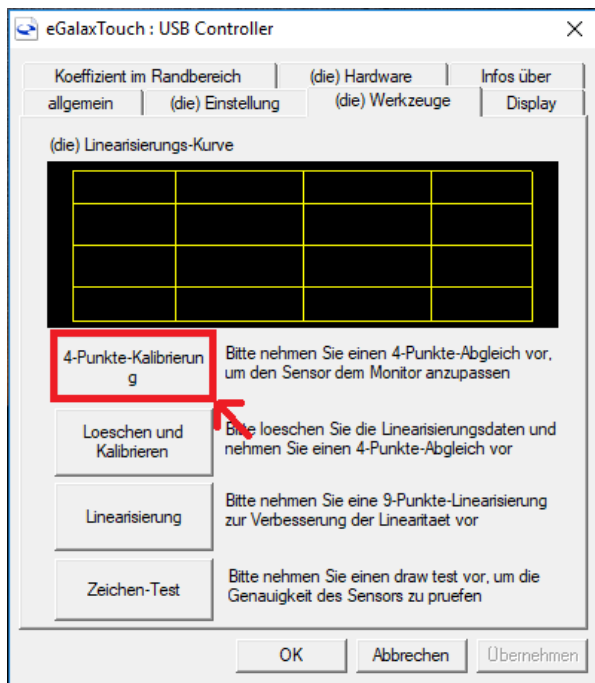 eGalaxTouch : USB Controller
Koeffizient im Randbereich
(die) Hardware
Infos über
allgemein
(die) Einstellung
(die) Werkzeuge
Display
(die) Linearisierungs-Kurve
4-Punkte-Kalibrierun
g
Bitte nehmen Sie einen 4-Punkte-Abgleich vor,
um den Sensor dem Monitor anzupassen
Loeschen und
Kalibrieren
Bitte loeschen Sie die Linearisierungsdaten und
nehmen Sie einen 4-Punkte-Abgleich vor
Linearisierung
Bitte nehmen Sie eine 9-Punkte-Linearisierung
zur Verbesserung der Linearitaet vor
Zeichen-Test
Bitte nehmen Sie einen draw test vor, um die
Genauigkeit des Sensors zu pruefen
OK
Abbrechen
Übernehmen